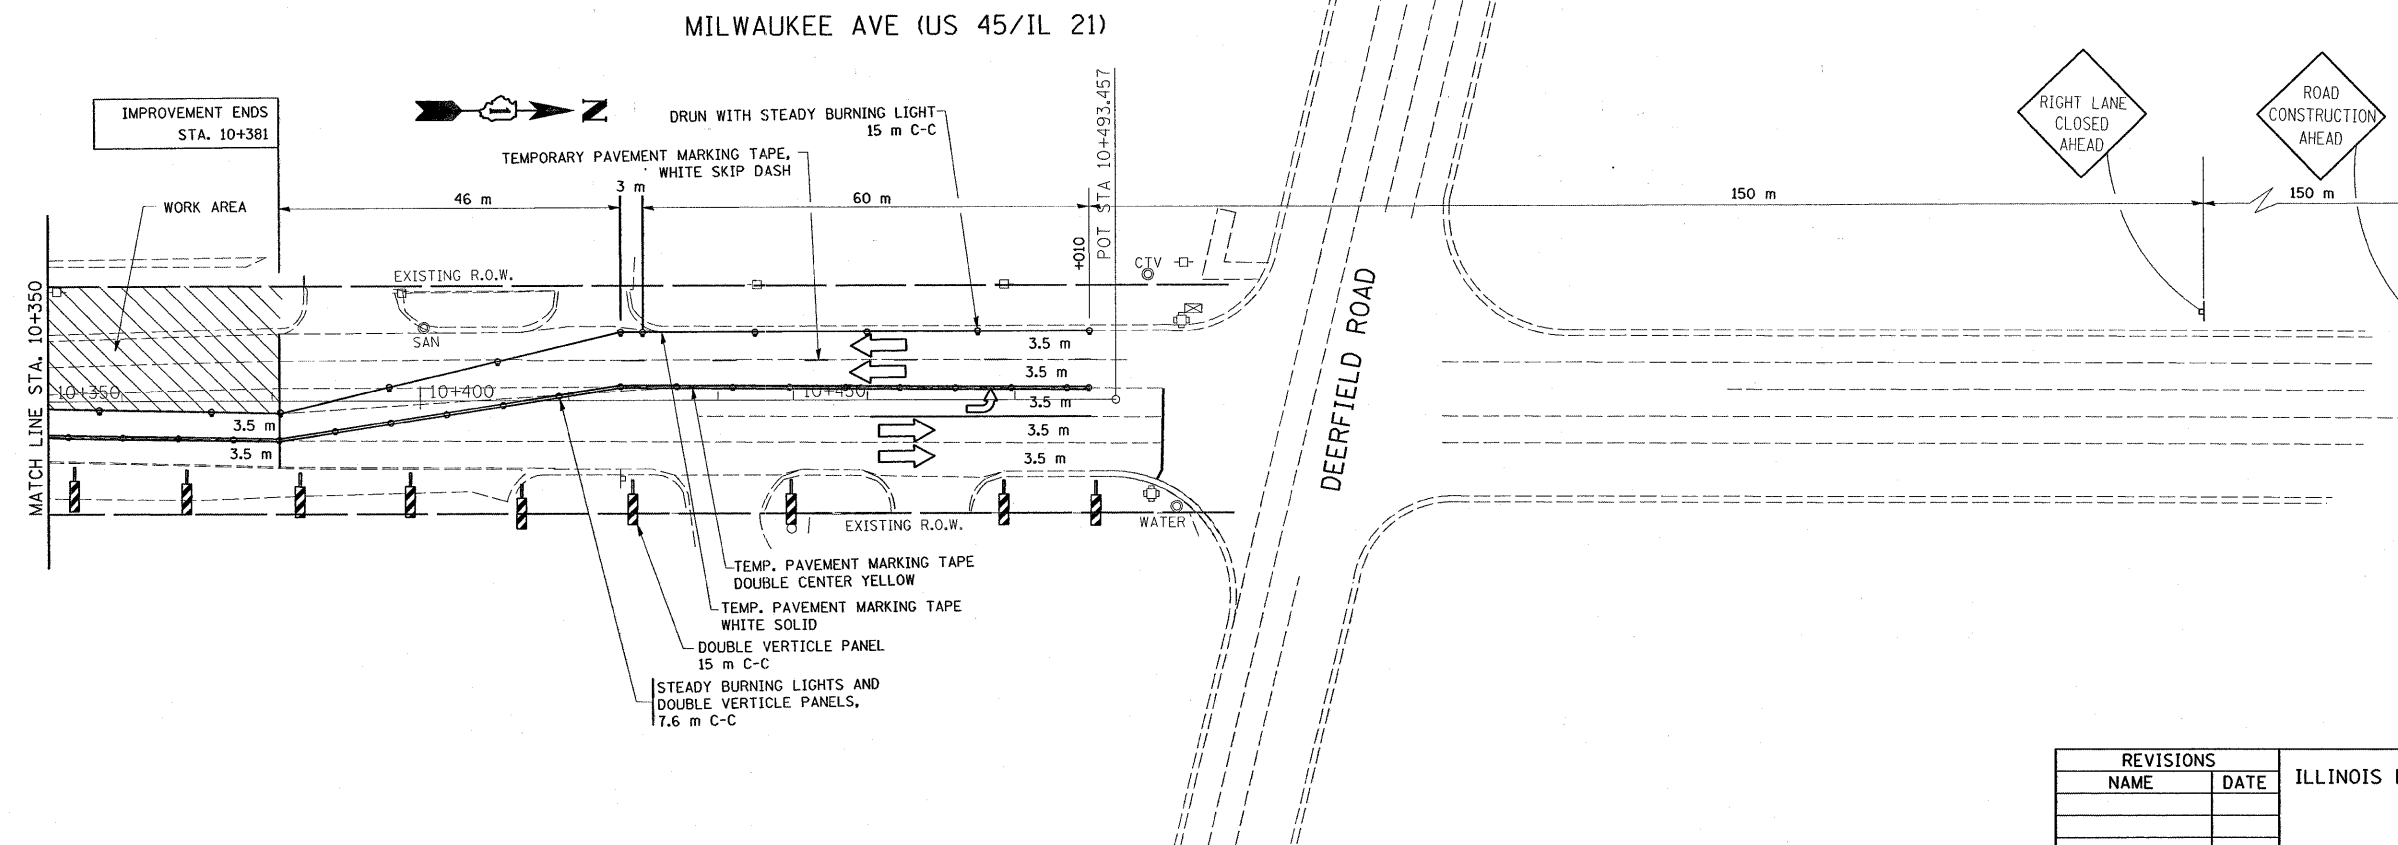 MILWAUKEE AVE (US 45/IL 21)
IMPROVEMENT ENDS
STA. 10+381
N
DRUN WITH STEADY BURNING LIGHT
15 m C-C
TEMPORARY PAVEMENT MARKING TAPE,
WHITE SKIP DASH
POT STA 10+493.457
RIGHT LANE
CLOSED
AHEAD
ROAD
CONSTRUCTION
AHEAD
WORK AREA
46 m
3 m
60 m
150 m
150 m
+010
CTV
EXISTING R.O.W.
SAN
MATCH LINE STA. 10+350
10+350
10+400
10+450
3.5 m
3.5 m
3.5 m
3.5 m
3.5 m
3.5 m
3.5 m
DEERFIELD ROAD
EXISTING R.O.W.
WATER
TEMP. PAVEMENT MARKING TAPE
DOUBLE CENTER YELLOW
TEMP. PAVEMENT MARKING TAPE
WHITE SOLID
DOUBLE VERTICLE PANEL
15 m C-C
STEADY BURNING LIGHTS AND
DOUBLE VERTICLE PANELS,
7.6 m C-C
REVISIONS
NAME DATE
ILLINOIS